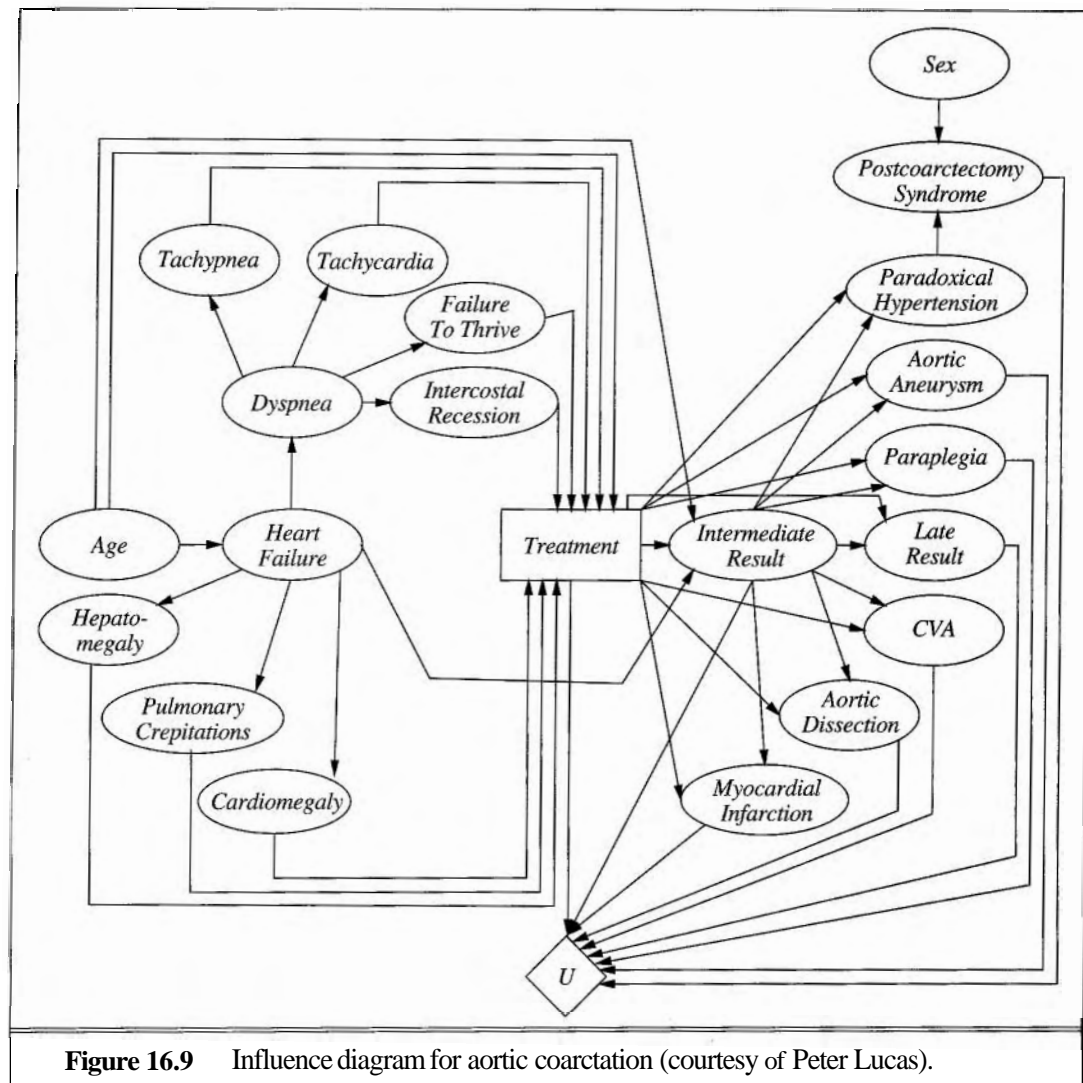 Sex
Postcoarctectomy
Syndrome
Tachypnea
Tachycardia
Paradoxical
Hypertension
Failure
To Thrive
Aortic
Aneurysm
Dyspnea
Intercostal
Recession
Paraplegia
Age
Heart
Failure
Treatment
Intermediate
Result
Late
Result
Hepato-
megaly
CVA
Pulmonary
Crepitations
Aortic
Dissection
Cardiomegaly
Myocardial
Infarction
U
Figure 16.9 Influence diagram for aortic coarctation (courtesy of Peter Lucas).